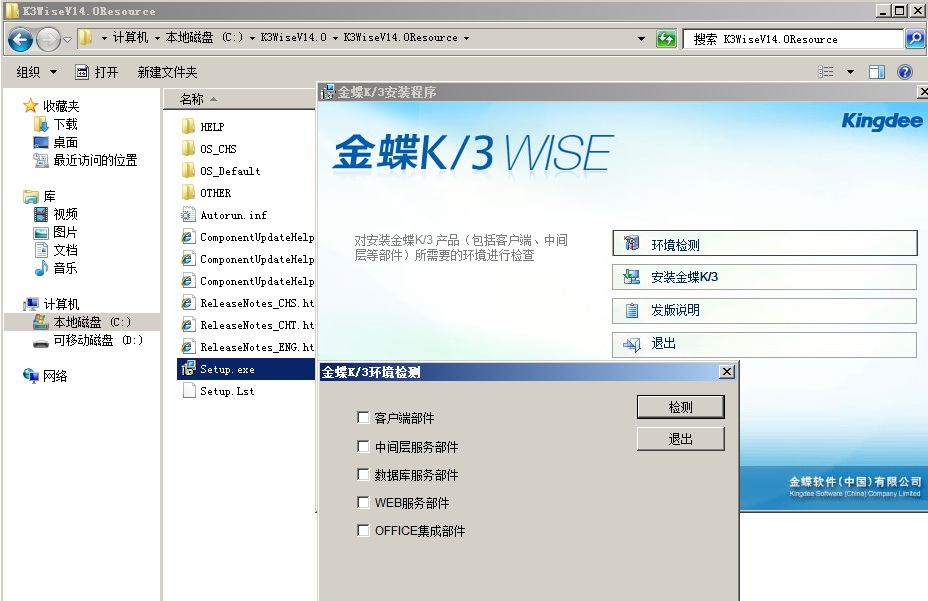 K3WiseV14.0Resource
计算机 本地磁盘 (C:) K3WiseV14.0 K3WiseV14.0Resource
搜索 K3WiseV14.0Resource
组织 打开 新建文件夹
收藏夹
下载
桌面
最近访问的位置
库
视频
图片
文档
音乐
计算机
本地磁盘 (C:)
可移动磁盘 (D:)
网络
名称
HELP
OS_CHS
OS_Default
OTHER
Autorun.inf
ComponentUpdateHelp
ComponentUpdateHelp
ComponentUpdateHelp
ReleaseNotes_CHS.ht
ReleaseNotes_CHT.ht
ReleaseNotes_ENG.ht
Setup.exe
Setup.Lst
金蝶K/3安装程序
Kingdee
金蝶K/3 WISE
对安装金蝶K/3 产品（包括客户端、中间
层等部件）所需要的环境进行检查
环境检测
安装金蝶K/3
发版说明
退出
金蝶软件(中国)有限公司
Kingdee Software (China) Company Limited
金蝶K/3环境检测
客户端部件
中间层服务部件
数据库服务部件
WEB服务部件
OFFICE集成部件
检测
退出